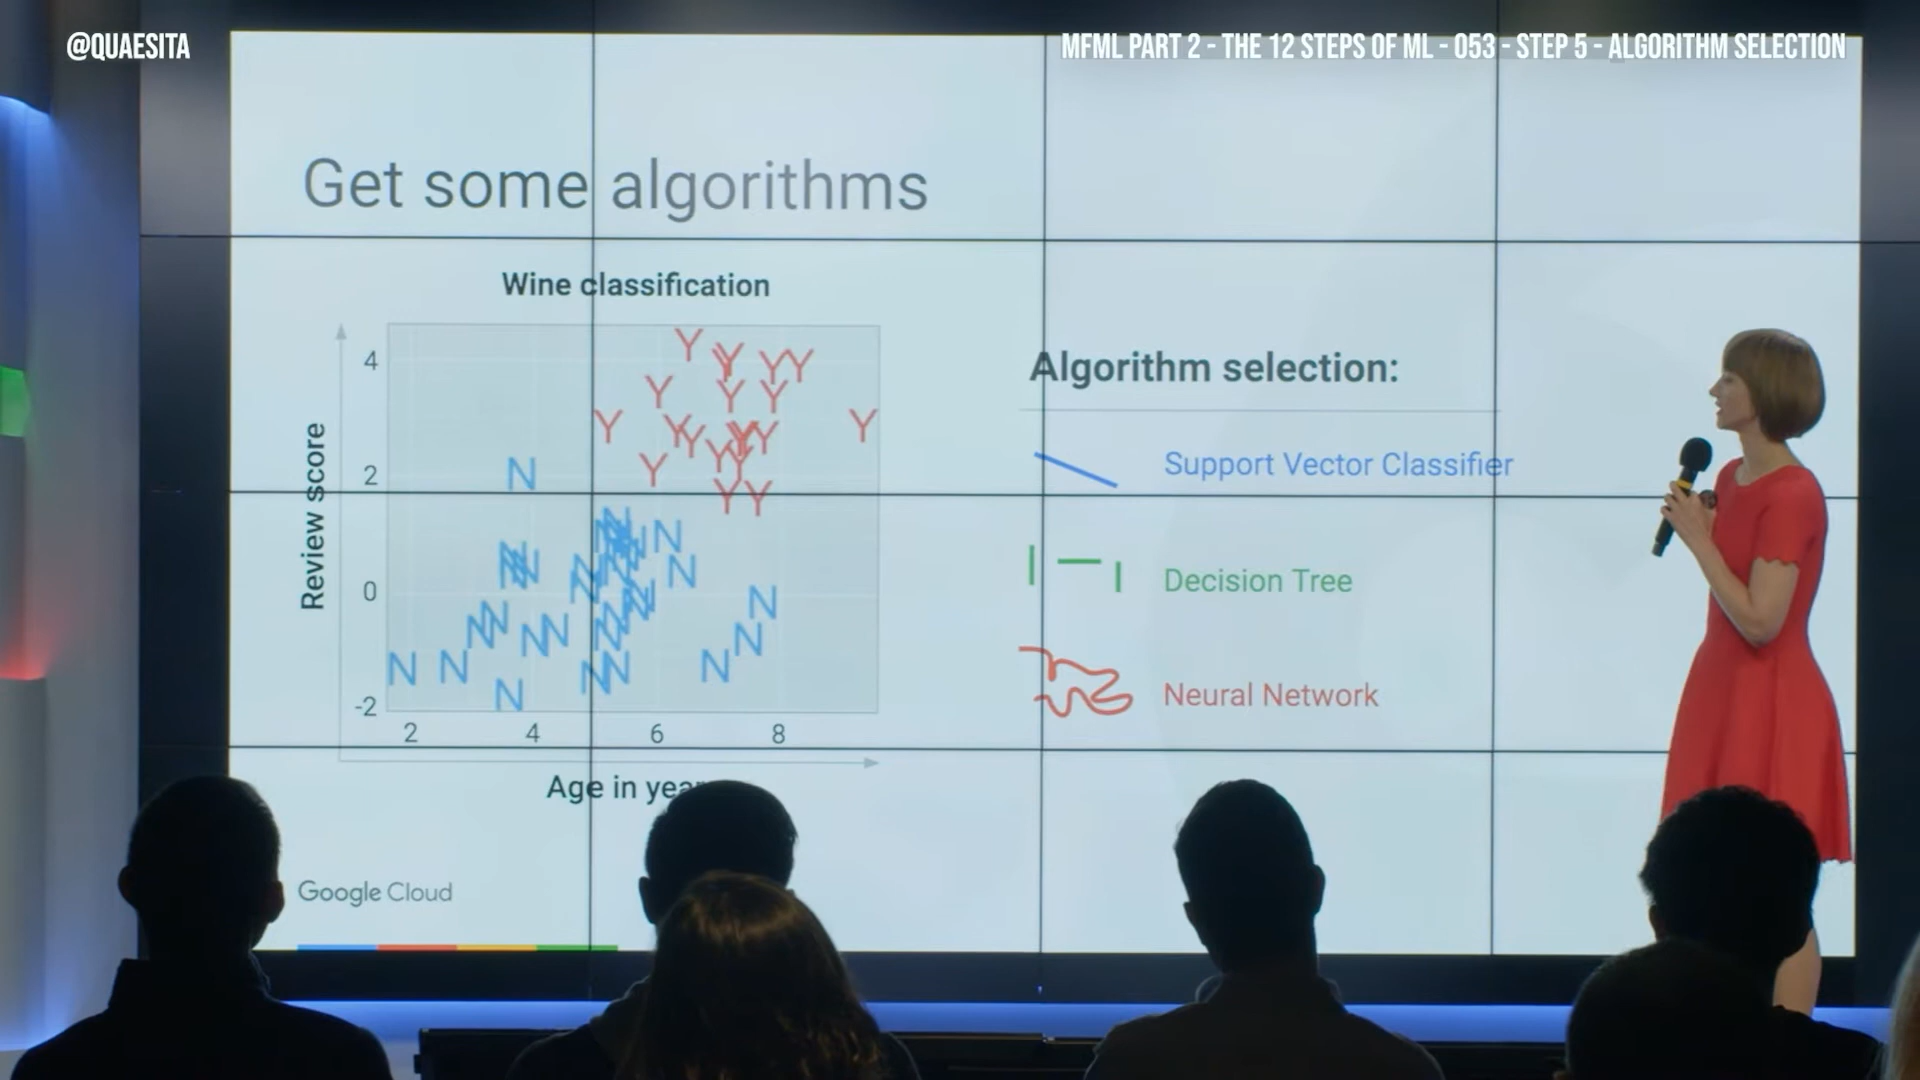 @QUAESITA
MFML PART 2 - THE 12 STEPS OF ML - 053 - STEP 5 - ALGORITHM SELECTION
Get some algorithms
Wine classification
Review score
4
2
0
-2
2 4 6 8
Age in
Algorithm selection:
Support Vector Classifier
Decision Tree
Neural Network
Google Cloud